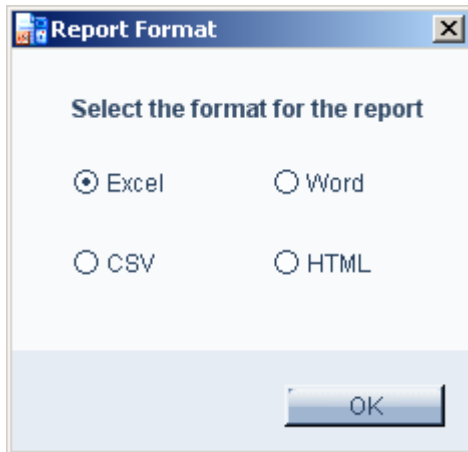 Report Format
Select the format for the report
Excel Word
CSV HTML
OK